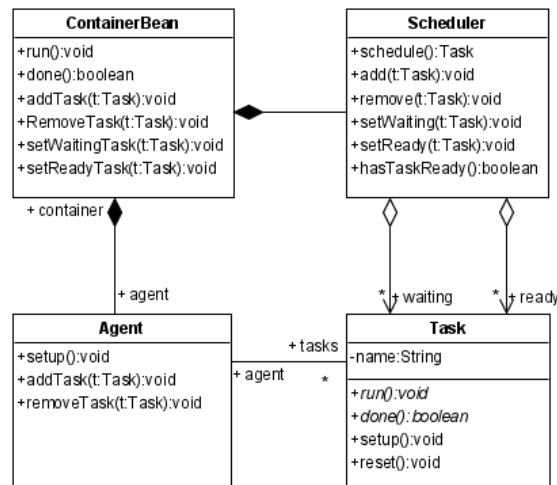 ContainerBean
+run():void
+done():boolean
+addTask(t:Task):void
+RemoveTask(t:Task):void
+setWaitingTask(t:Task):void
+setReadyTask(t:Task):void
Scheduler
+schedule():Task
+add(t:Task):void
+remove(t:Task):void
+setWaiting(t:Task):void
+setReady(t:Task):void
+hasTaskReady():boolean
+ container
+ agent
* + waiting
* + ready
Agent
+setup():void
+addTask(t:Task):void
+removeTask(t:Task):void
+ tasks
+ agent
*
Task
-name:String
+run():void
+done():boolean
+setup():void
+reset():void